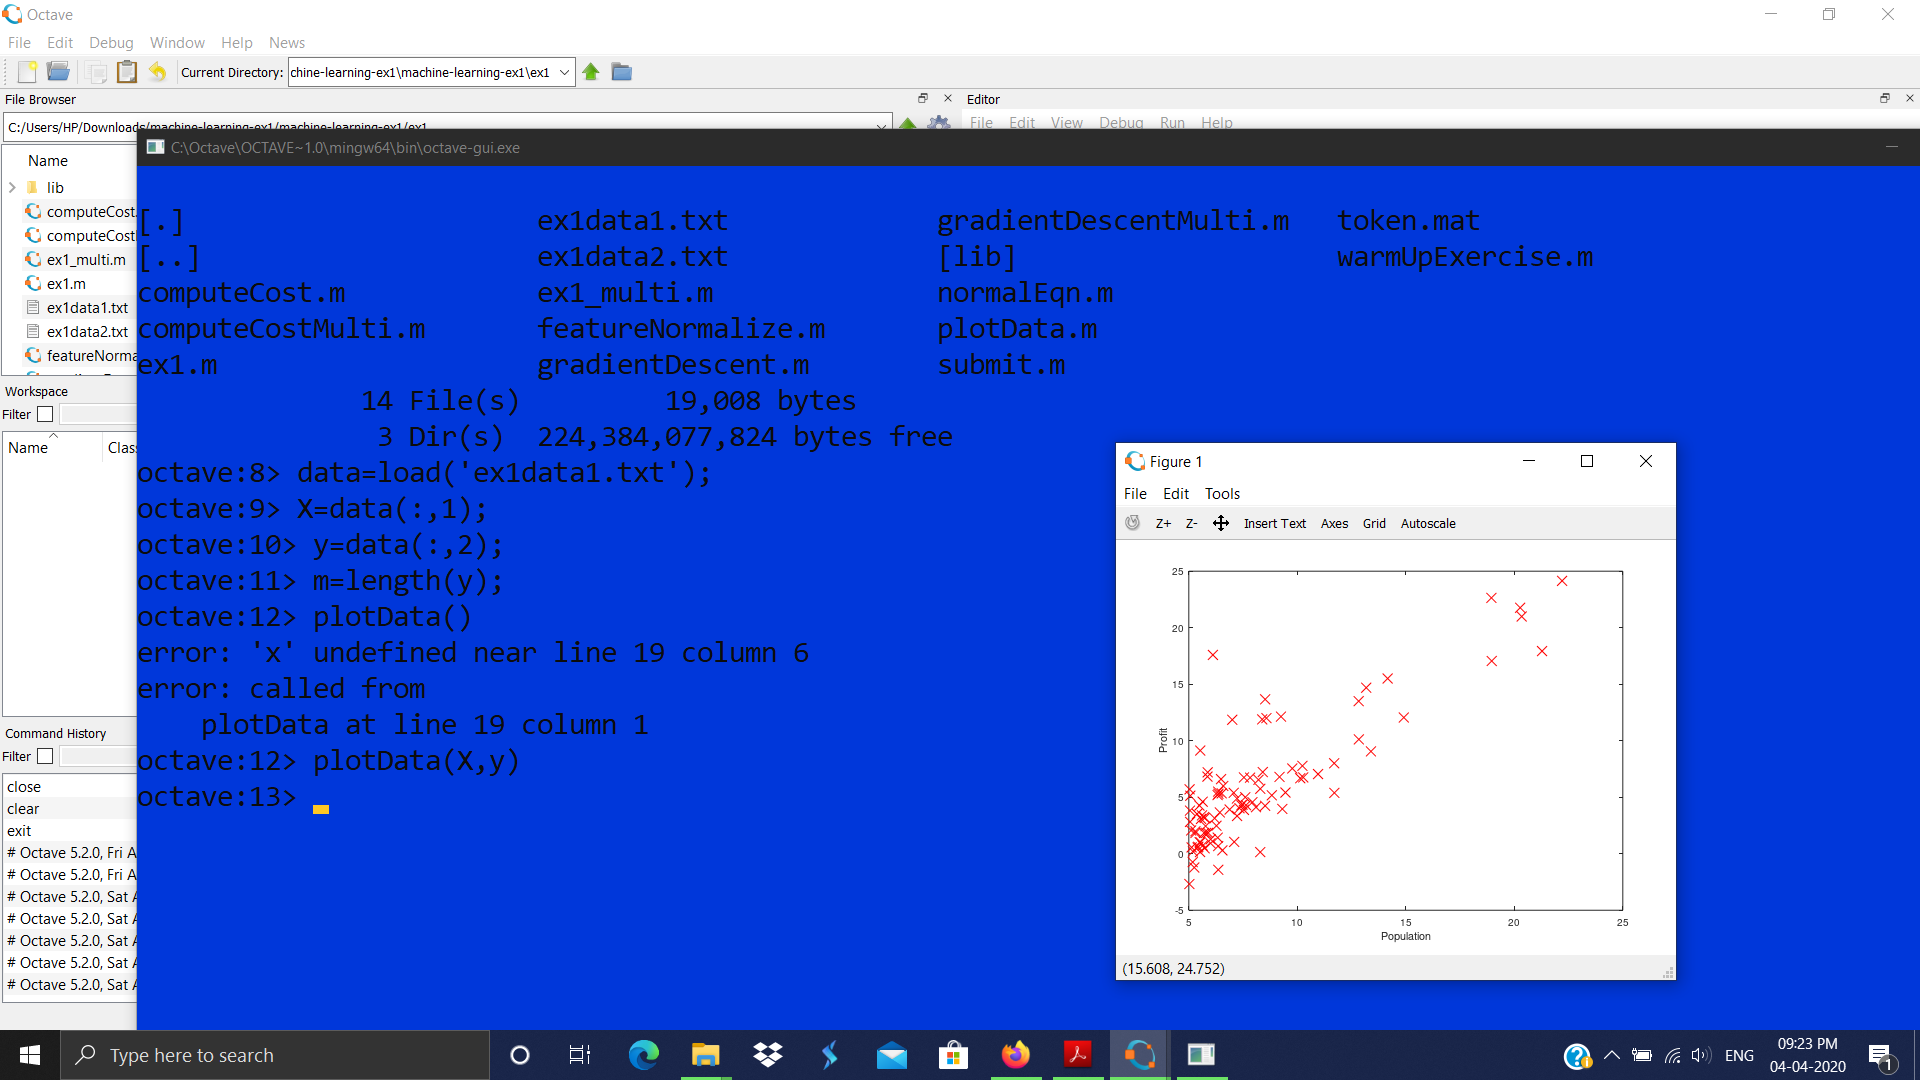 Octave
File Edit Debug Window Help News
Current Directory: chine-learning-ex1\machine-learning-ex1\ex1
File Browser
Editor
C:/Users/HP/Downloads/machine-learning-ex1/machine-learning-ex1/ex1
File Edit View Debug Run Help
C:\Octave\OCTAVE~1.0\mingw64\bin\octave-gui.exe
Name
lib
computeCost.
computeCost
ex1_multi.m
ex1.m
ex1data1.txt
ex1data2.txt
featureNorma
Workspace
Filter
Name Clas
Command History
Filter
close
clear
exit
# Octave 5.2.0, Fri A
# Octave 5.2.0, Fri A
# Octave 5.2.0, Sat A
# Octave 5.2.0, Sat A
# Octave 5.2.0, Sat A
# Octave 5.2.0, Sat A
# Octave 5.2.0, Sat A
[.] ex1data1.txt gradientDescentMulti.m token.mat
[..] ex1data2.txt [lib] warmUpExercise.m
computeCost.m ex1_multi.m normalEqn.m
computeCostMulti.m featureNormalize.m plotData.m
ex1.m gradientDescent.m submit.m
14 File(s) 19,008 bytes
3 Dir(s) 224,384,077,824 bytes free
octave:8> data=load('ex1data1.txt');
octave:9> X=data(:,1);
octave:10> y=data(:,2);
octave:11> m=length(y);
octave:12> plotData()
error: 'x' undefined near line 19 column 6
error: called from
plotData at line 19 column 1
octave:12> plotData(X,y)
octave:13>
Figure 1
File Edit Tools
Z+ Z- Insert Text Axes Grid Autoscale
25
20
15
10
5
0
-5
Profit
5 10 15 20 25
Population
(15.608, 24.752)
Type here to search
ENG
09:23 PM
04-04-2020
1